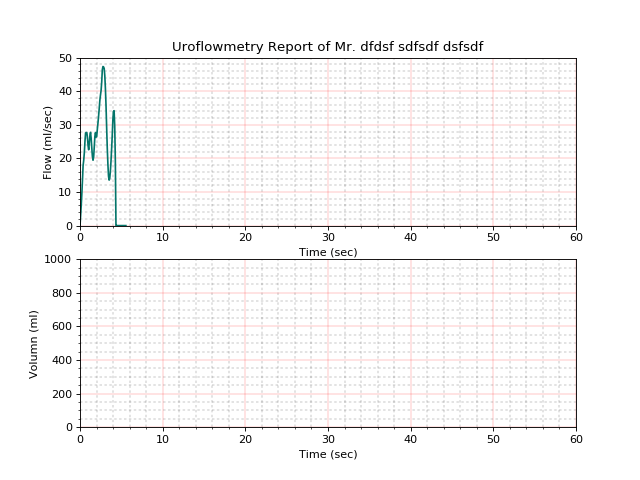 Uroflowmetry Report of Mr. dfdsf sdfsdf dsfsdf
50
40
30
20
10
0
Flow (ml/sec)
0 10 20 30 40 50 60
Time (sec)
1000
800
600
400
200
0
Volumn (ml)
0 10 20 30 40 50 60
Time (sec)